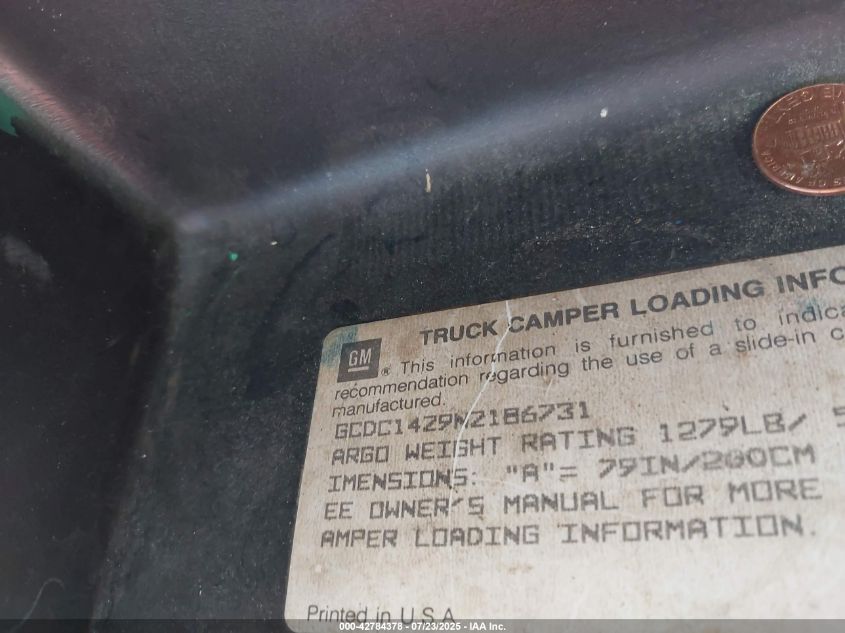 TRUCK CAMPER LOADING INFO
GM ® This information is furnished to indica
recommendation regarding the use of a slide-in c
manufactured.
GCDC1429N2186731
ARGO WEIGHT RATING 1279LB/ 5
IMENSIONS: "A"= 79IN/200CM
EE OWNER'S MANUAL FOR MORE
AMPER LOADING INFORMATION.
Printed in U.S.A.
000-42784378 - 07/23/2025 - IAA Inc.